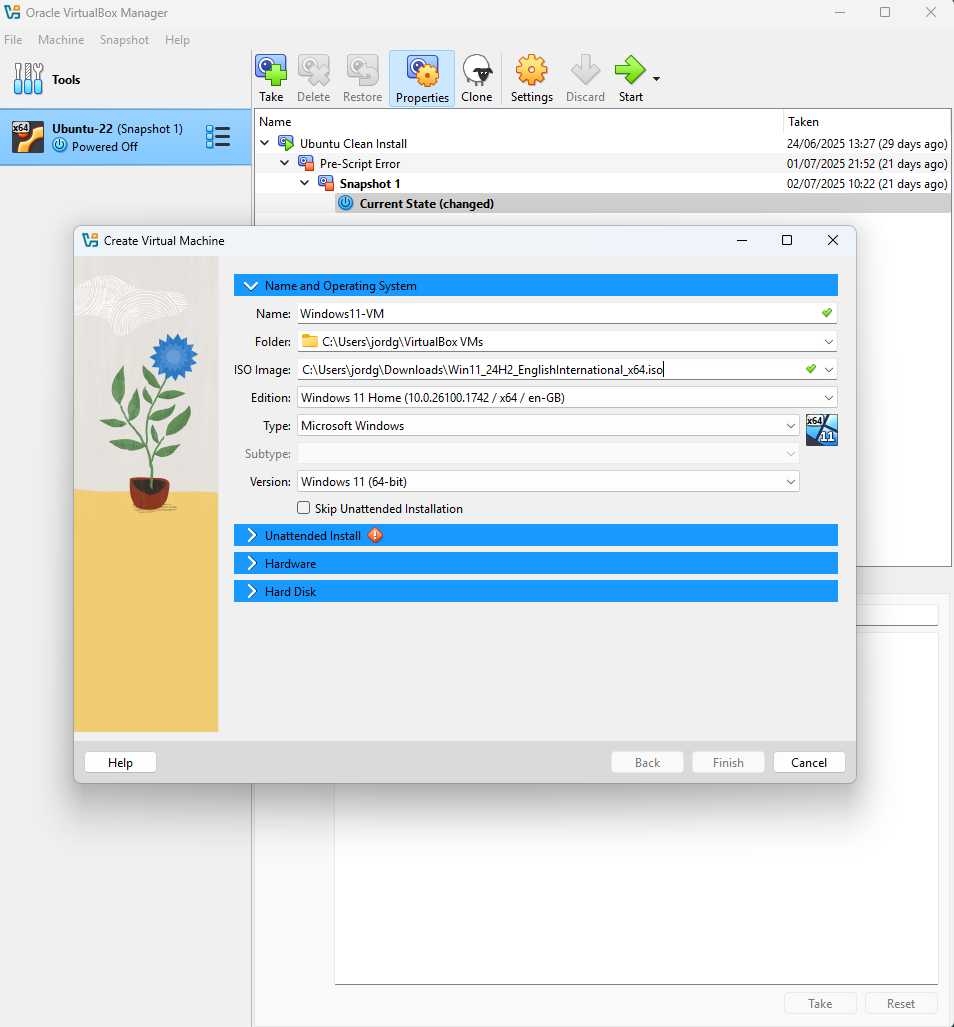 Oracle VirtualBox Manager
File Machine Snapshot Help
Tools
Take Delete Restore Properties Clone Settings Discard Start
x64 Ubuntu-22 (Snapshot 1)
Powered Off
Name Taken
Ubuntu Clean Install 24/06/2025 13:27 (29 days ago)
Pre-Script Error 01/07/2025 21:52 (21 days ago)
Snapshot 1 02/07/2025 10:22 (21 days ago)
Current State (changed)
Create Virtual Machine
Name and Operating System
Name: Windows11-VM
Folder: C:\Users\jordg\VirtualBox VMs
ISO Image: C:\Users\jordg\Downloads\Win11_24H2_EnglishInternational_x64.iso
Edition: Windows 11 Home (10.0.26100.1742 / x64 / en-GB)
Type: Microsoft Windows
x64 11
Subtype:
Version: Windows 11 (64-bit)
Skip Unattended Installation
Unattended Install
Hardware
Hard Disk
Help Back Finish Cancel
Take Reset